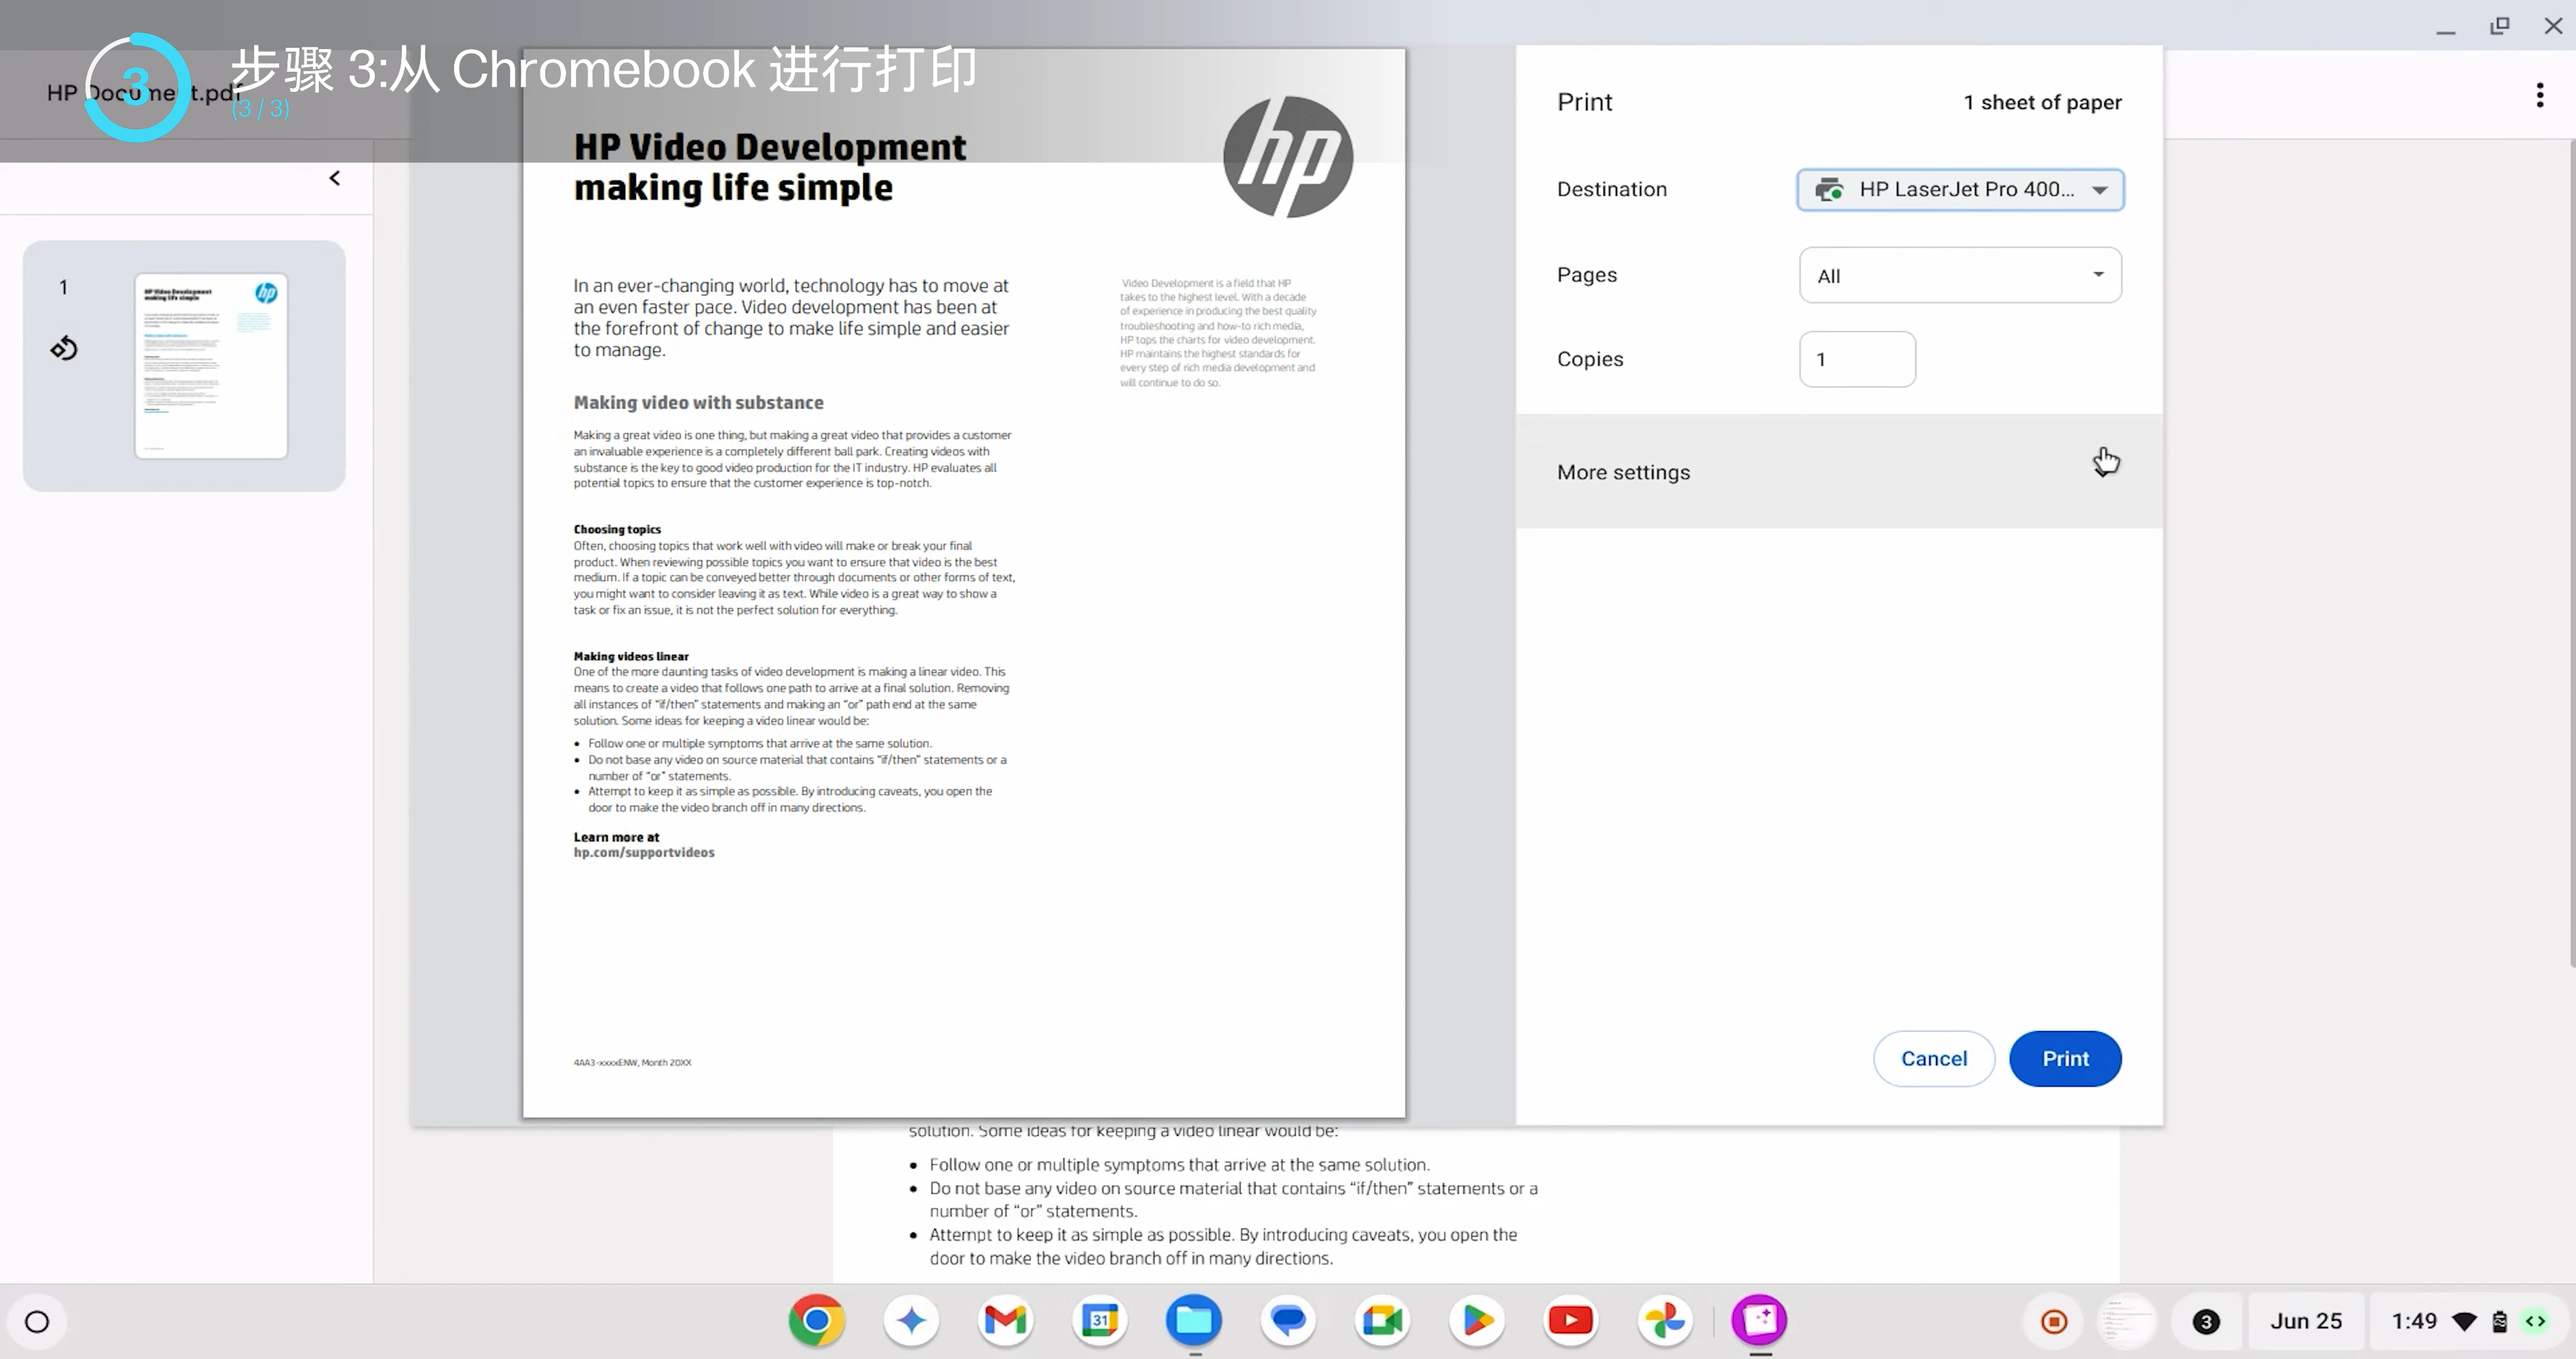 步骤 3:从 Chromebook 进行打印
3
(3 / 3)
HP Document.pdf
1
HP Video Development
making life simple
hp
HP Video Development
making life simple
hp
In an ever-changing world, technology has to move at
an even faster pace. Video development has been at
the forefront of change to make life simple and easier
to manage.
Video Development is a field that HP
takes to the highest level. With a decade
of experience in producing the best quality
troubleshooting and how-to rich media,
HP tops the charts for video development.
HP maintains the highest standards for
every step of rich media development and
will continue to do so.
Making video with substance
Making a great video is one thing, but making a great video that provides a customer
an invaluable experience is a completely different ball park. Creating videos with
substance is the key to good video production for the IT industry. HP evaluates all
potential topics to ensure that the customer experience is top-notch.
Choosing topics
Often, choosing topics that work well with video will make or break your final
product. When reviewing possible topics you want to ensure that video is the best
medium. If a topic can be conveyed better through documents or other forms of text,
you might want to consider leaving it as text. While video is a great way to show a
task or fix an issue, it is not the perfect solution for everything.
Making videos linear
One of the more daunting tasks of video development is making a linear video. This
means to create a video that follows one path to arrive at a final solution. Removing
all instances of “if/then” statements and making an “or” path end at the same
solution. Some ideas for keeping a video linear would be:
• Follow one or multiple symptoms that arrive at the same solution.
• Do not base any video on source material that contains “if/then” statements or a
number of “or” statements.
• Attempt to keep it as simple as possible. By introducing caveats, you open the
door to make the video branch off in many directions.
Learn more at
hp.com/supportvideos
4AA3-xxxxENW, Month 20XX
Print
1 sheet of paper
Destination
HP LaserJet Pro 400...
Pages
All
Copies
1
More settings
Cancel
Print
solution. Some ideas for keeping a video linear would be:
• Follow one or multiple symptoms that arrive at the same solution.
• Do not base any video on source material that contains “if/then” statements or a
number of “or” statements.
• Attempt to keep it as simple as possible. By introducing caveats, you open the
door to make the video branch off in many directions.
31
3
Jun 25
1:49